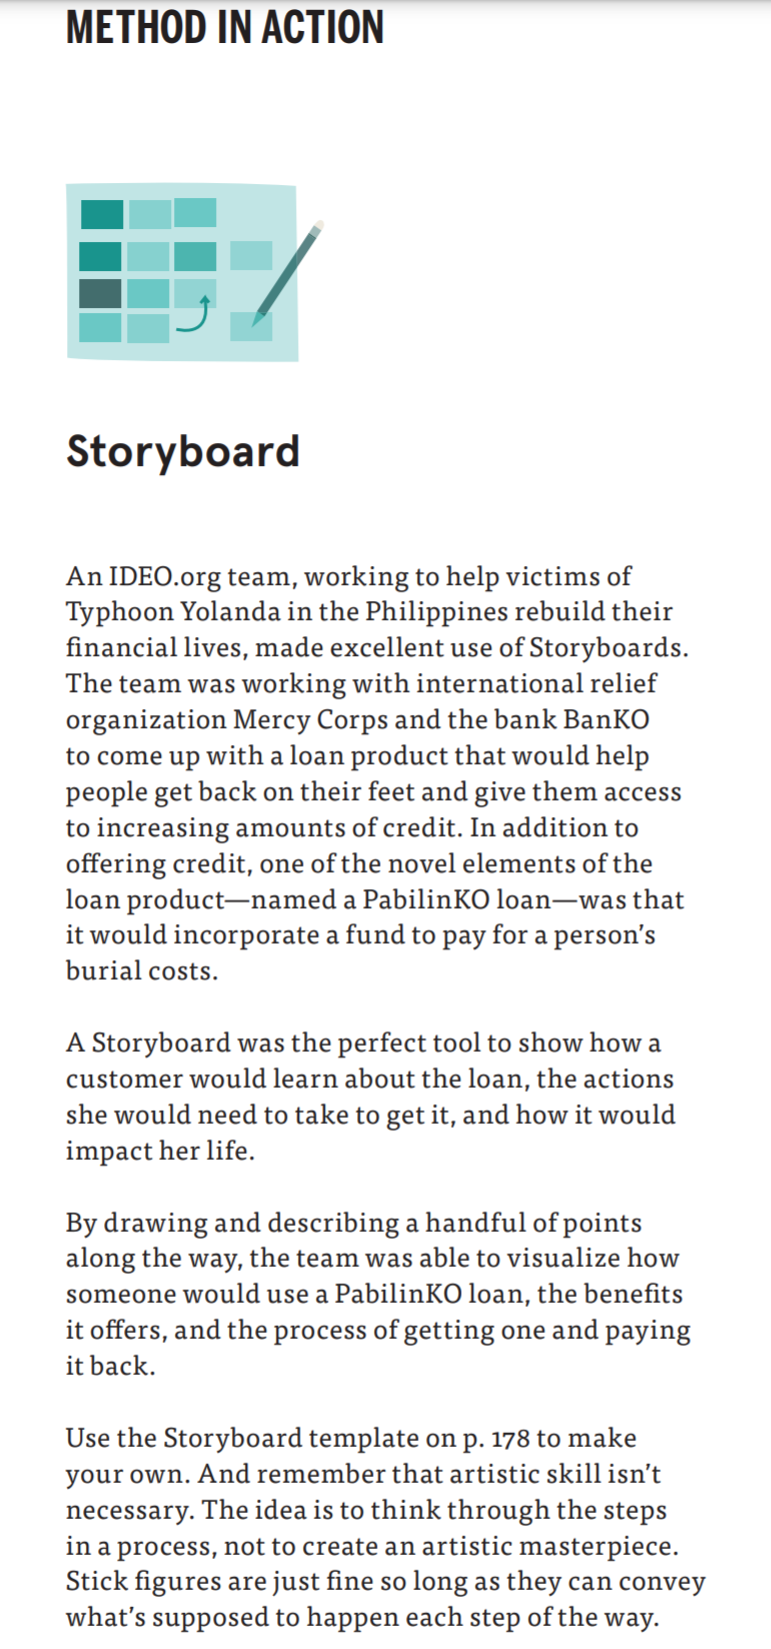 METHOD IN ACTION
Storyboard
An IDEO.org team, working to help victims of
Typhoon Yolanda in the Philippines rebuild their
financial lives, made excellent use of Storyboards.
The team was working with international relief
organization Mercy Corps and the bank BanKO
to come up with a loan product that would help
people get back on their feet and give them access
to increasing amounts of credit. In addition to
offering credit, one of the novel elements of the
loan product—named a PabilinKO loan—was that
it would incorporate a fund to pay for a person’s
burial costs.
A Storyboard was the perfect tool to show how a
customer would learn about the loan, the actions
she would need to take to get it, and how it would
impact her life.
By drawing and describing a handful of points
along the way, the team was able to visualize how
someone would use a PabilinKO loan, the benefits
it offers, and the process of getting one and paying
it back.
Use the Storyboard template on p. 178 to make
your own. And remember that artistic skill isn’t
necessary. The idea is to think through the steps
in a process, not to create an artistic masterpiece.
Stick figures are just fine so long as they can convey
what’s supposed to happen each step of the way.